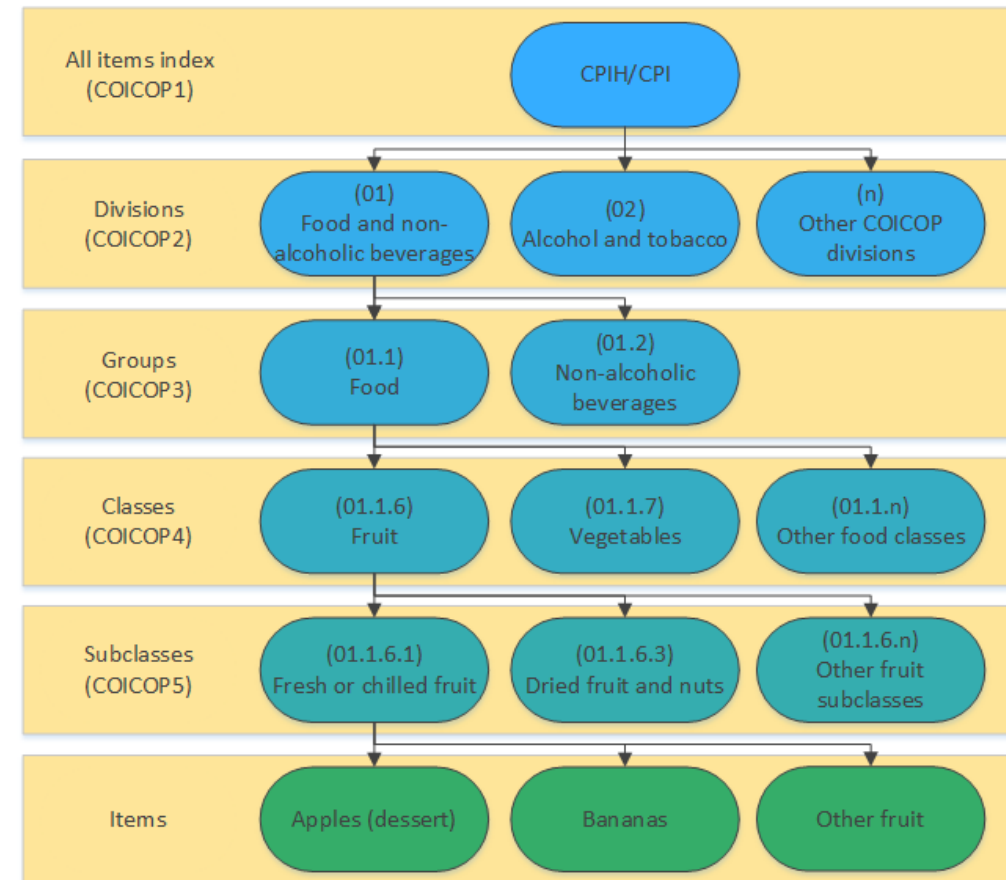 All items index
(COICOP1)
CPIH/CPI
Divisions
(COICOP2)
(01)
Food and non-
alcoholic beverages
(02)
Alcohol and tobacco
(n)
Other COICOP
divisions
Groups
(COICOP3)
(01.1)
Food
(01.2)
Non-alcoholic
beverages
Classes
(COICOP4)
(01.1.6)
Fruit
(01.1.7)
Vegetables
(01.1.n)
Other food classes
Subclasses
(COICOP5)
(01.1.6.1)
Fresh or chilled fruit
(01.1.6.3)
Dried fruit and nuts
(01.1.6.n)
Other fruit
subclasses
Items
Apples (dessert)
Bananas
Other fruit